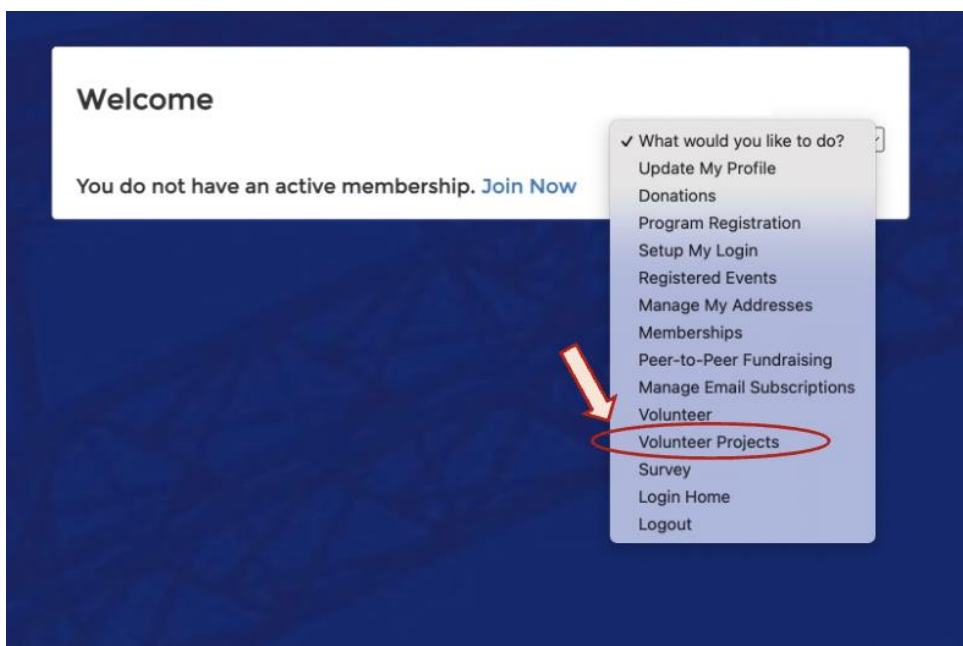 Welcome
✓ What would you like to do?
You do not have an active membership. Join Now
Update My Profile
Donations
Program Registration
Setup My Login
Registered Events
Manage My Addresses
Memberships
Peer-to-Peer Fundraising
Manage Email Subscriptions
Volunteer
Volunteer Projects
Survey
Login Home
Logout